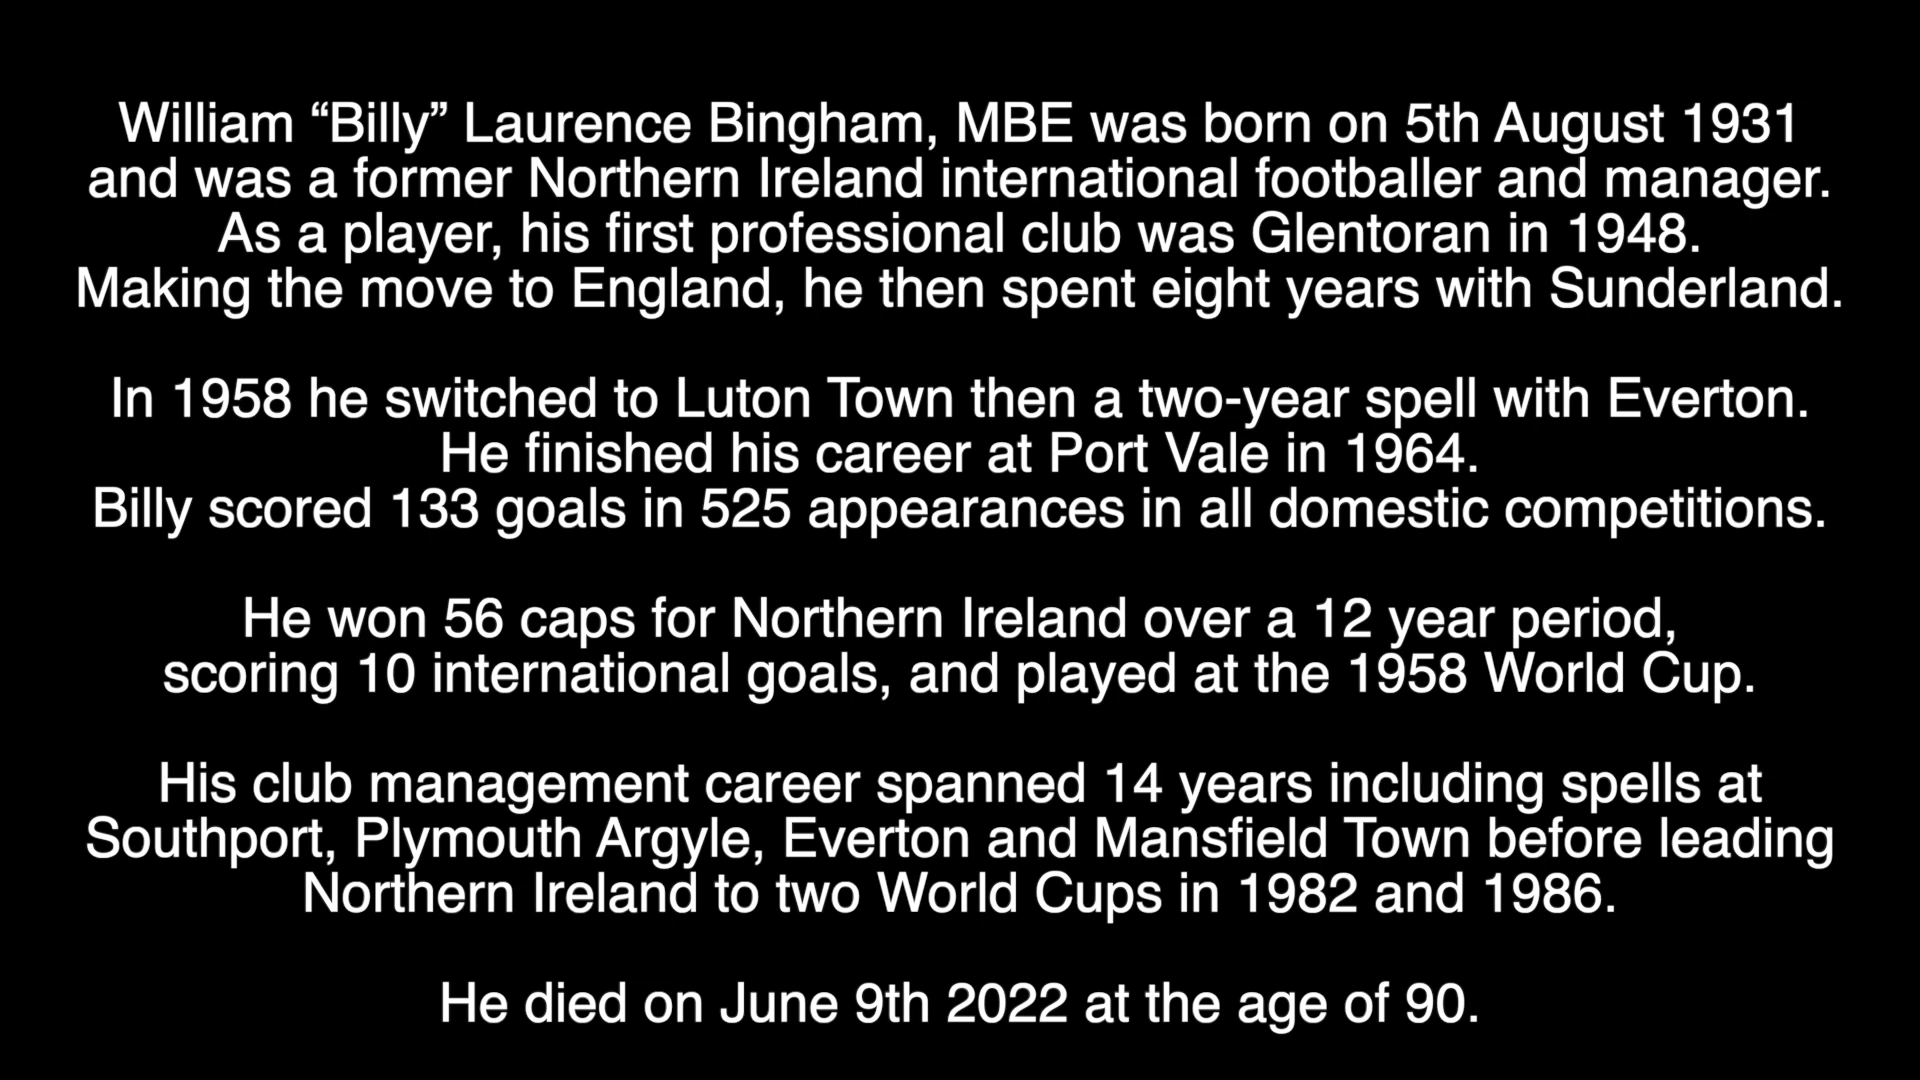 William “Billy” Laurence Bingham, MBE was born on 5th August 1931
and was a former Northern Ireland international footballer and manager.
As a player, his first professional club was Glentoran in 1948.
Making the move to England, he then spent eight years with Sunderland.
In 1958 he switched to Luton Town then a two-year spell with Everton.
He finished his career at Port Vale in 1964.
Billy scored 133 goals in 525 appearances in all domestic competitions.
He won 56 caps for Northern Ireland over a 12 year period,
scoring 10 international goals, and played at the 1958 World Cup.
His club management career spanned 14 years including spells at
Southport, Plymouth Argyle, Everton and Mansfield Town before leading
Northern Ireland to two World Cups in 1982 and 1986.
He died on June 9th 2022 at the age of 90.